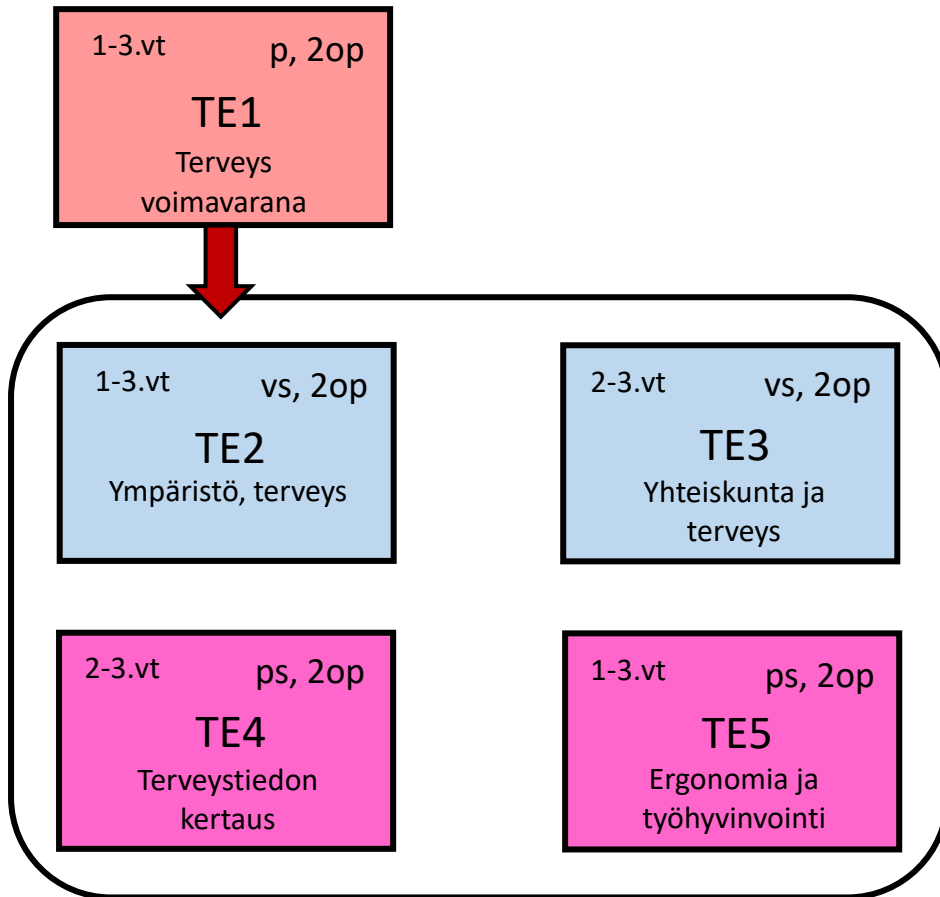 1-3.vt p, 2op
TE1
Terveys
voimavarana
1-3.vt vs, 2op
TE2
Ympäristö, terveys
2-3.vt vs, 2op
TE3
Yhteiskunta ja
terveys
2-3.vt ps, 2op
TE4
Terveystiedon
kertaus
1-3.vt ps, 2op
TE5
Ergonomia ja
työhyvinvointi